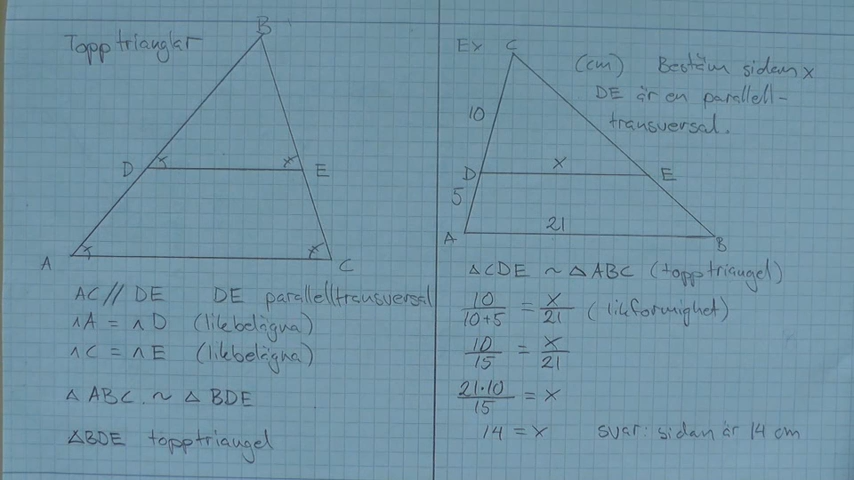 Topptrianglar
B
D
E
A
C
AC // DE DE paralleltransversal
∧A = ∧D (likbelägna)
∧C = ∧E (likbelägna)
△ABC ~ △BDE
△BDE topptriangel
Ex
C
(cm) Bestäm sidan x
DE är en parallell-
transversal.
10
D
x
E
5
A
21
B
△CDE ~ △ABC (topptriangel)
10/(10+5) = x/21 (likformighet)
10/15 = x/21
21·10/15 = x
14 = x svar: sidan är 14 cm